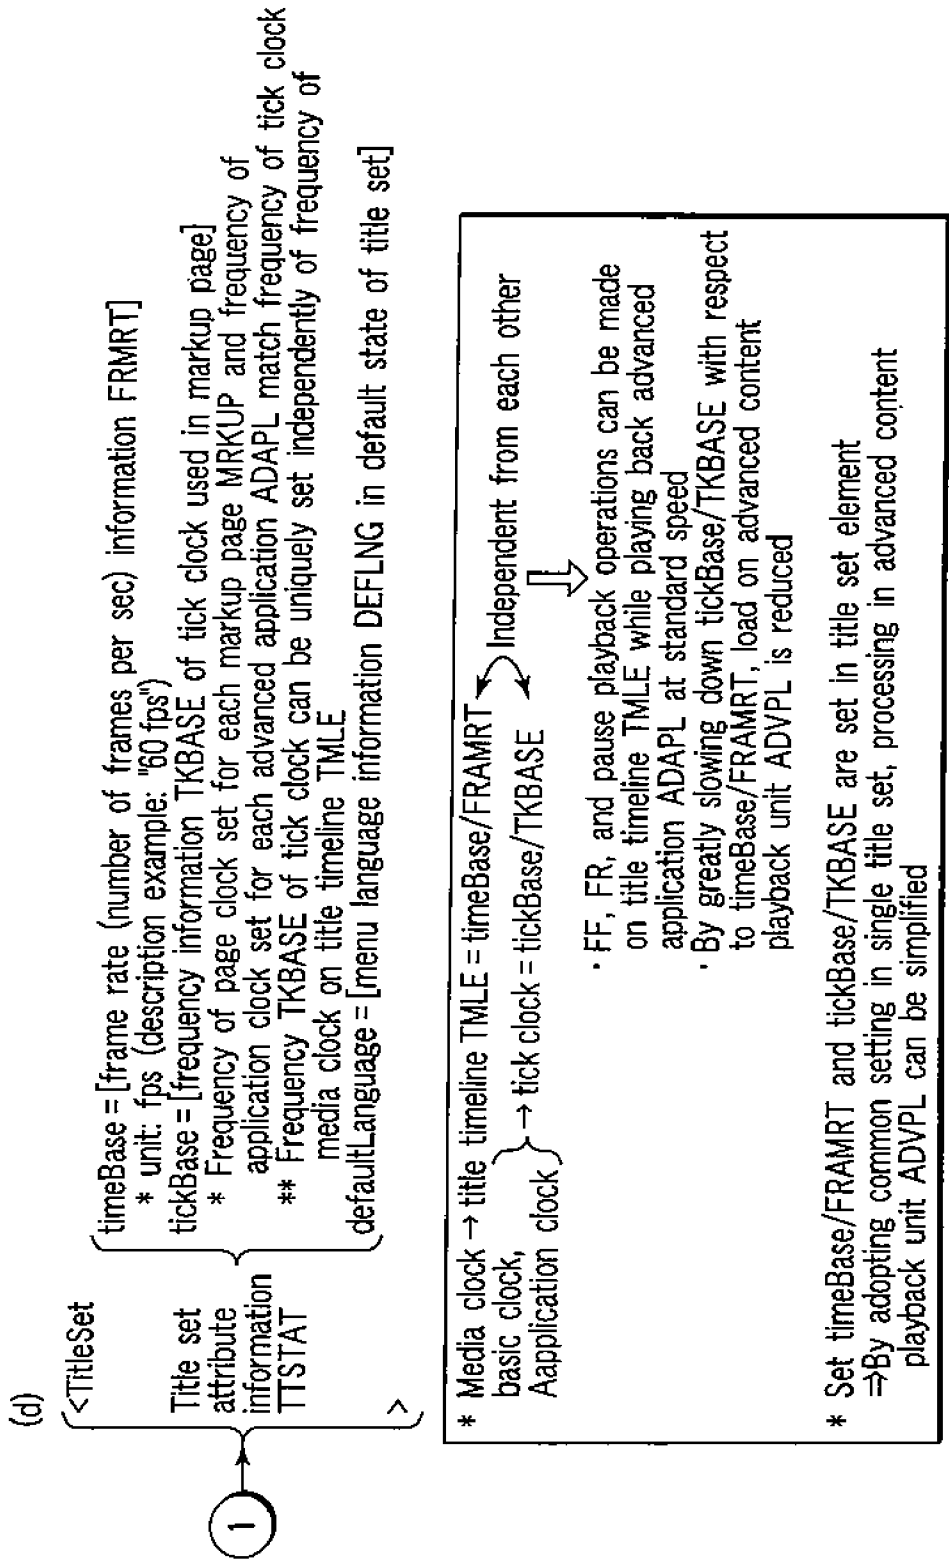 (d)
<TitleSet
Title set
attribute
information
TTSTAT
>
1
timeBase = [frame rate (number of frames per sec) information FRMRT]
* unit: fps (description example: "60 fps")
tickBase = [frequency information TKBASE of tick clock used in markup page]
* Frequency of page clock set for each markup page MRKUP and frequency of
application clock set for each advanced application ADAPL match frequency of tick clock
** Frequency TKBASE of tick clock can be uniquely set independently of frequency of
media clock on title timeline TMLE
defaultLanguage = [menu language information DEFLNG in default state of title set]
* Media clock → title timeline TMLE = timeBase/FRAMRT
basic clock,
Aapplication clock
→ tick clock = tickBase/TKBASE
Independent from each other
· FF, FR, and pause playback operations can be made
on title timeline TMLE while playing back advanced
application ADAPL at standard speed
· By greatly slowing down tickBase/TKBASE with respect
to timeBase/FRAMRT, load on advanced content
playback unit ADVPL is reduced
* Set timeBase/FRAMRT and tickBase/TKBASE are set in title set element
⇒By adopting common setting in single title set, processing in advanced content
playback unit ADVPL can be simplified